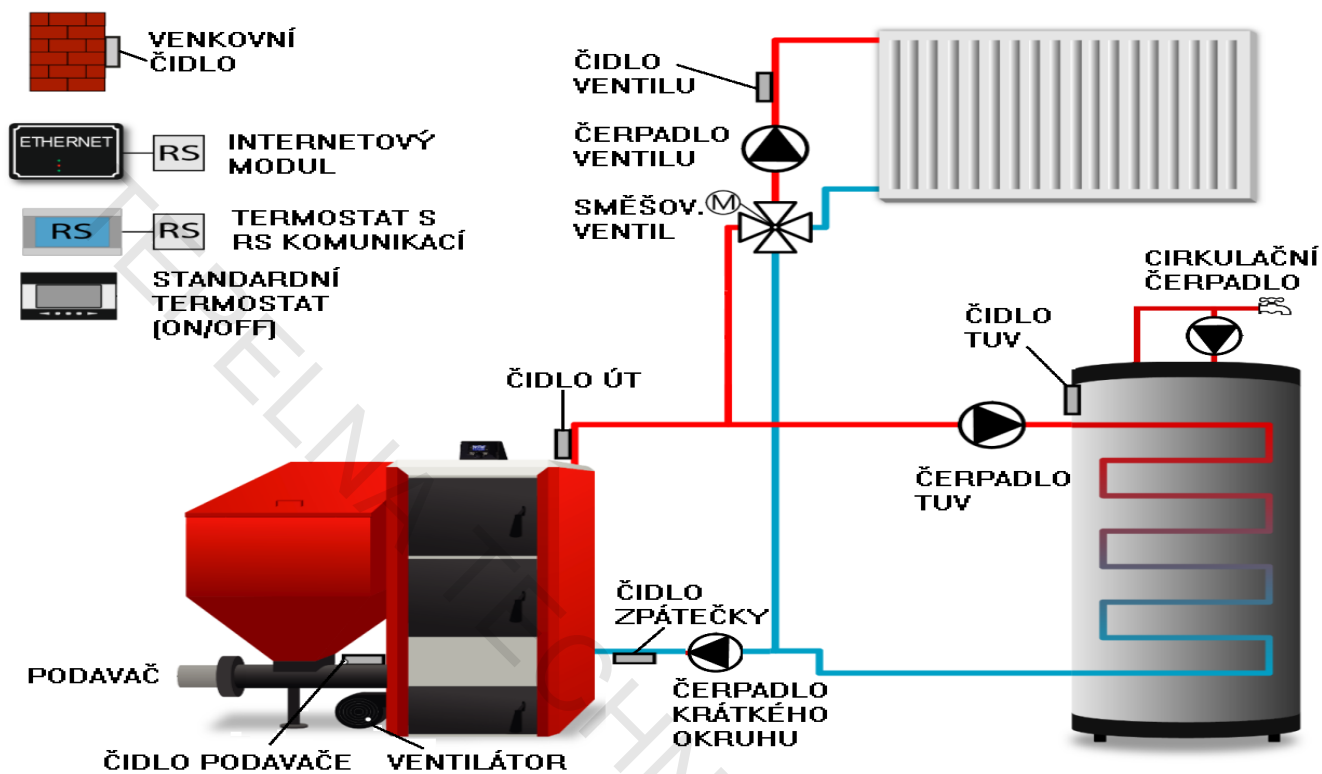 VENKOVNÍ
ČIDLO
ETHERNET
RS
INTERNETOVÝ
MODUL
RS
RS
TERMOSTAT S
RS KOMUNIKACÍ
STANDARDNÍ
TERMOSTAT
(ON/OFF)
ČIDLO
VENTILU
ČERPADLO
VENTILU
SMĚŠOV.
VENTIL
M
CIRKULAČNÍ
ČERPADLO
ČIDLO
TUV
ČIDLO ÚT
ČERPADLO
TUV
ČIDLO
ZPÁTEČKY
ČERPADLO
KRÁTKÉHO
OKRUHU
PODAVAČ
ČIDLO PODAVAČE
VENTILÁTOR
TEPELNA TECHN